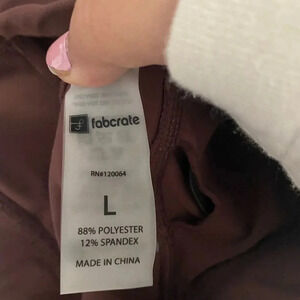 fabcrate
RN#120064
L
88% POLYESTER
12% SPANDEX
MADE IN CHINA